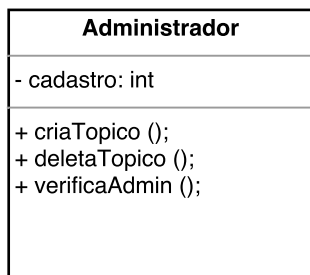 Administrador
- cadastro: int
+ criaTopico ();
+ deletaTopico ();
+ verificaAdmin ();